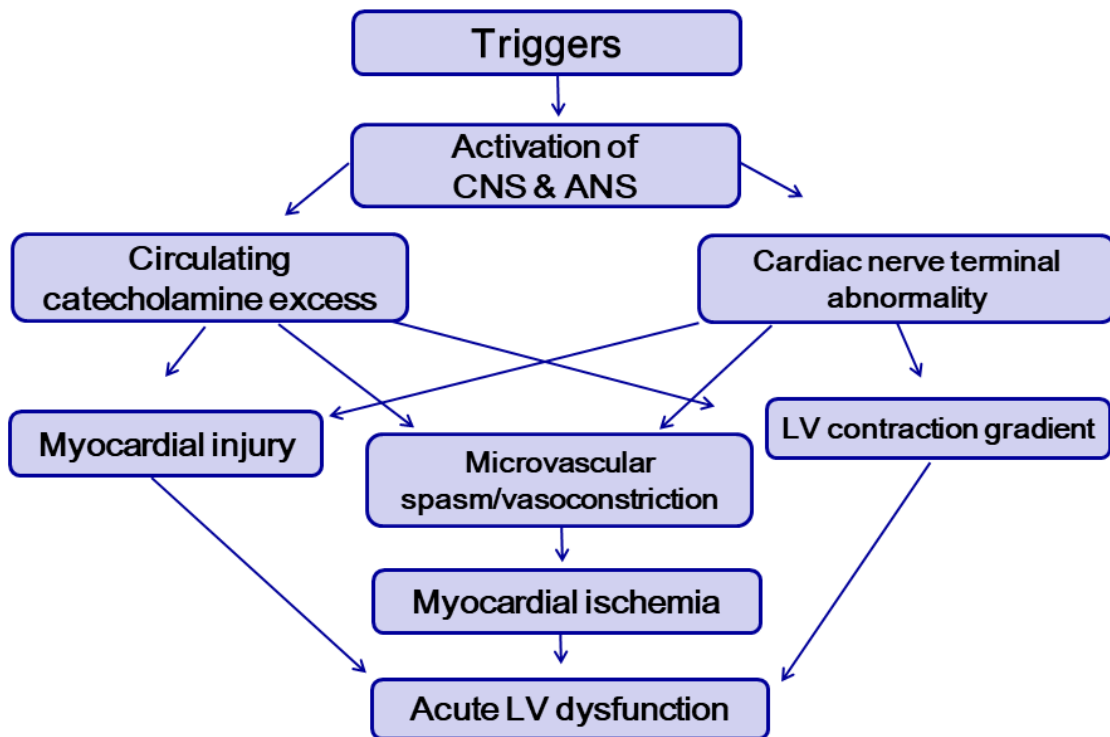 Triggers
Activation of
CNS & ANS
Circulating
catecholamine excess
Cardiac nerve terminal
abnormality
Myocardial injury
Microvascular
spasm/vasoconstriction
LV contraction gradient
Myocardial ischemia
Acute LV dysfunction